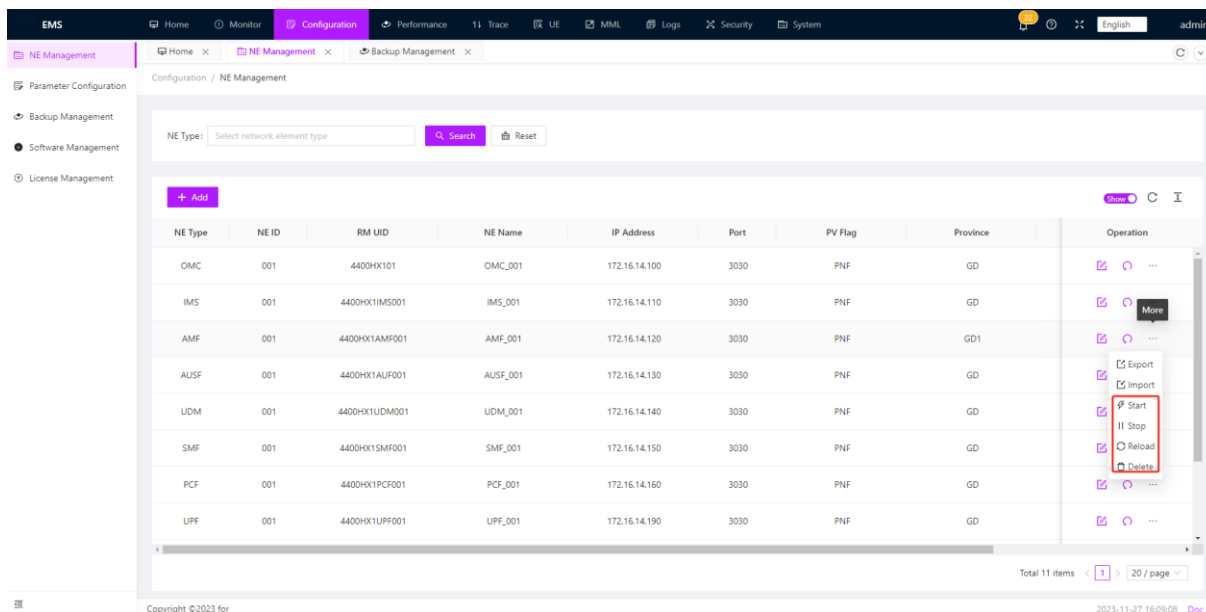 EMS Home Monitor Configuration Performance Trace UE MML Logs Security System 22 English admin
NE Management Home NE Management Backup Management
Parameter Configuration Configuration / NE Management
Backup Management
Software Management
License Management
NE Type: Select network element type Search Reset
+ Add Show
NE Type NE ID RM UID NE Name IP Address Port PV Flag Province Operation
OMC 001 4400HX101 OMC_001 172.16.14.100 3030 PNF GD
IMS 001 4400HX1IMS001 IMS_001 172.16.14.110 3030 PNF GD
More
AMF 001 4400HX1AMF001 AMF_001 172.16.14.120 3030 PNF GD1
AUSF 001 4400HX1AUF001 AUSF_001 172.16.14.130 3030 PNF GD
UDM 001 4400HX1UDM001 UDM_001 172.16.14.140 3030 PNF GD
SMF 001 4400HX1SMF001 SMF_001 172.16.14.150 3030 PNF GD
PCF 001 4400HX1PCF001 PCF_001 172.16.14.160 3030 PNF GD
UPF 001 4400HX1UPF001 UPF_001 172.16.14.190 3030 PNF GD
Export
Import
Start
Stop
Reload
Delete
Total 11 items < 1 > 20 / page
Copyright ©2023 for 2023-11-27 16:09:08 Doc